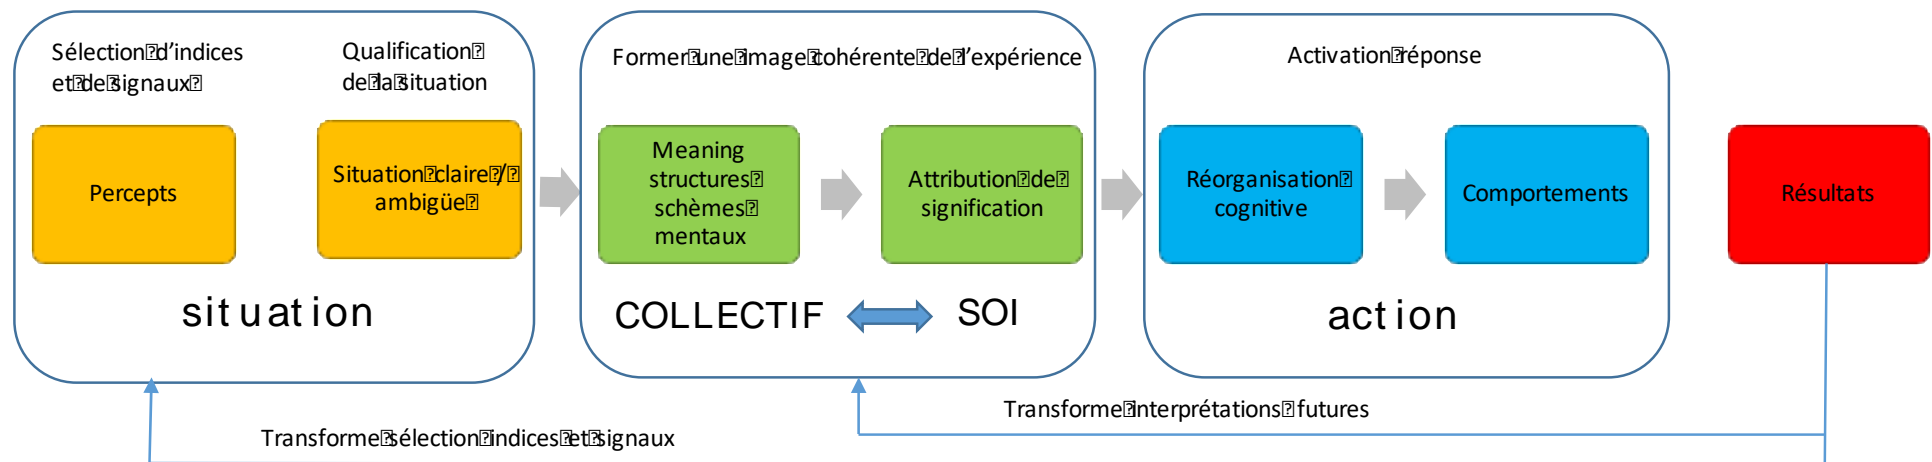 Sélection d’indices
et de signaux
Qualification
de la situation
Percepts
Situation claire /
ambigüe
situation
Former une image cohérente de l’expérience
Meaning
structures
schèmes
mentaux
Attribution de
signification
COLLECTIF
SOI
Activation réponse
Réorganisation
cognitive
Comportements
action
Résultats
Transforme interprétations futures
Transforme sélection indices et signaux